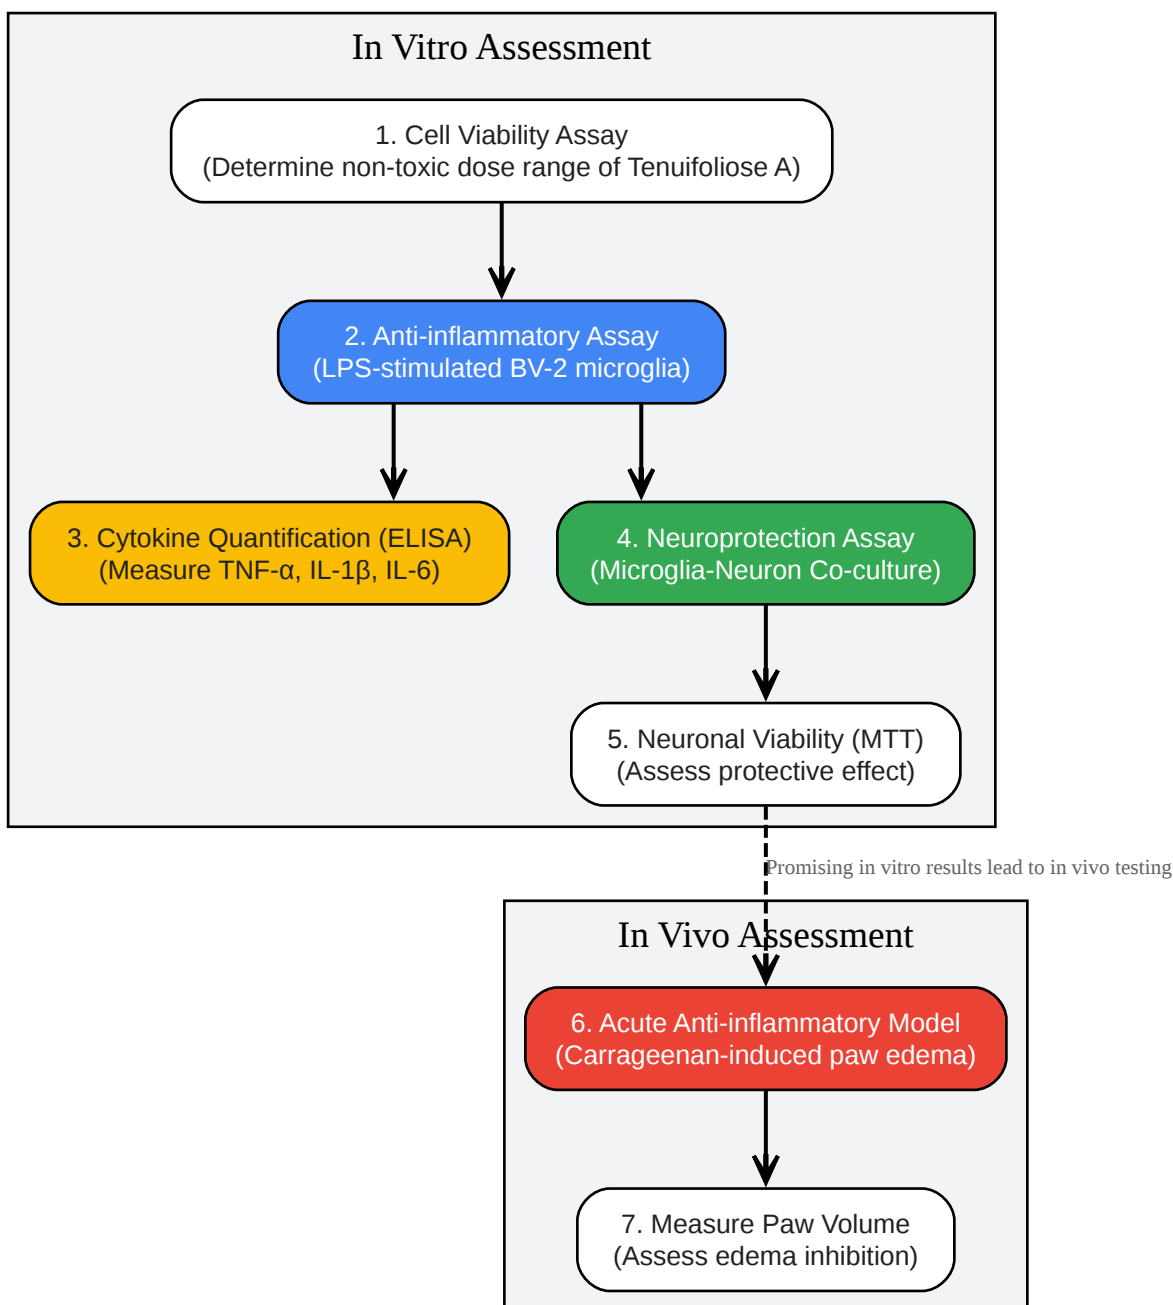 In Vitro Assessment
1. Cell Viability Assay
(Determine non-toxic dose range of Tenuifoliose A)
2. Anti-inflammatory Assay
(LPS-stimulated BV-2 microglia)
3. Cytokine Quantification (ELISA)
(Measure TNF-α, IL-1β, IL-6)
4. Neuroprotection Assay
(Microglia-Neuron Co-culture)
5. Neuronal Viability (MTT)
(Assess protective effect)
Promising in vitro results lead to in vivo testing
In Vivo Assessment
6. Acute Anti-inflammatory Model
(Carrageenan-induced paw edema)
7. Measure Paw Volume
(Assess edema inhibition)